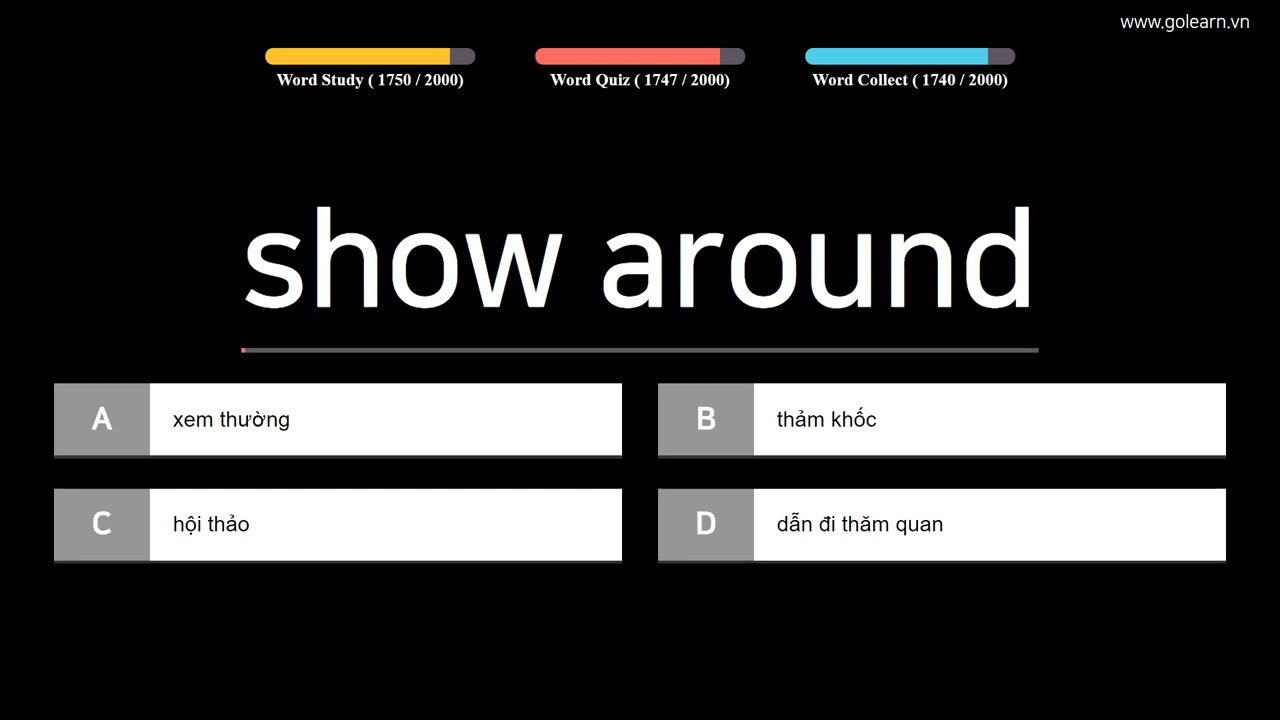 www.golearn.vn
Word Study ( 1750 / 2000)
Word Quiz ( 1747 / 2000)
Word Collect ( 1740 / 2000)
show around
A xem thường
B thảm khốc
C hội thảo
D dẫn đi thăm quan